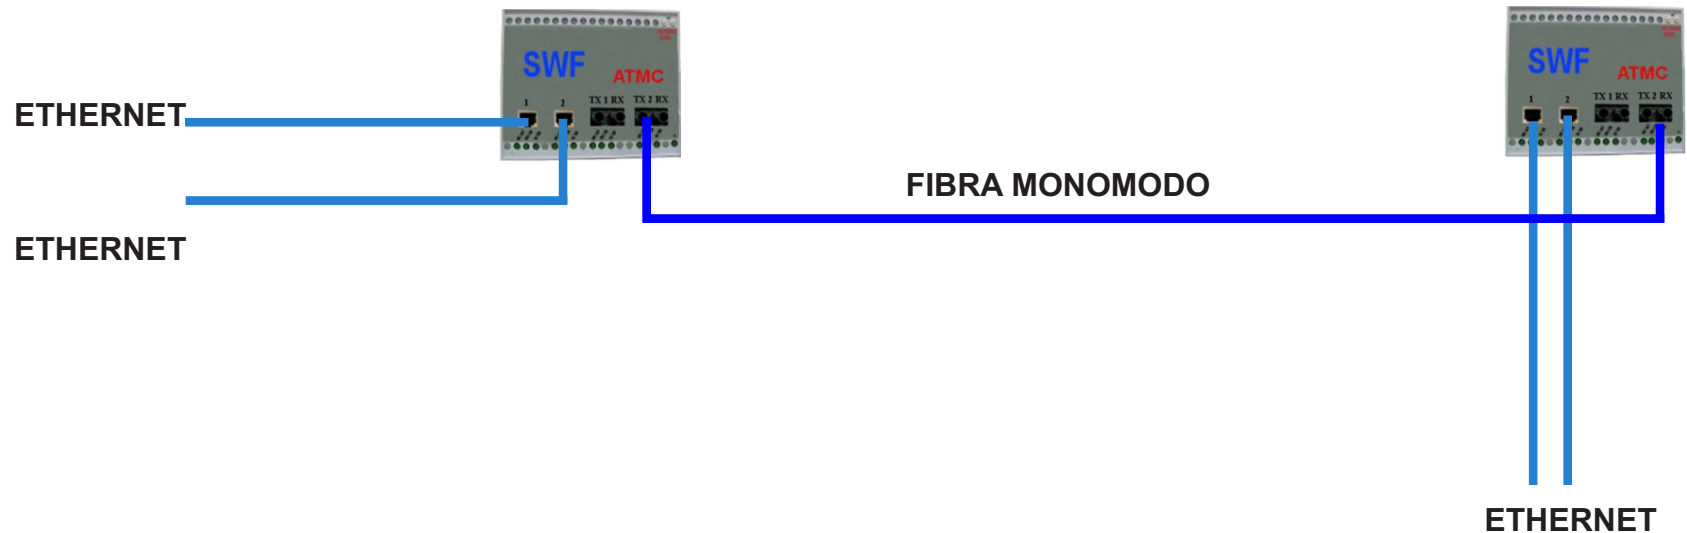 SWF
ATMC
1 2 TX 1 RX TX 2 RX
SWF
ATMC
1 2 TX 1 RX TX 2 RX
ETHERNET
FIBRA MONOMODO
ETHERNET
ETHERNET